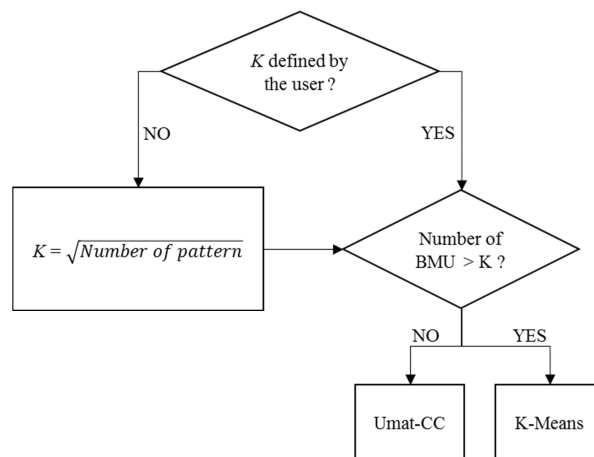 K defined by
the user ?
NO
YES
K = √Number of pattern
Number of
BMU > K ?
NO
YES
Umat-CC
K-Means